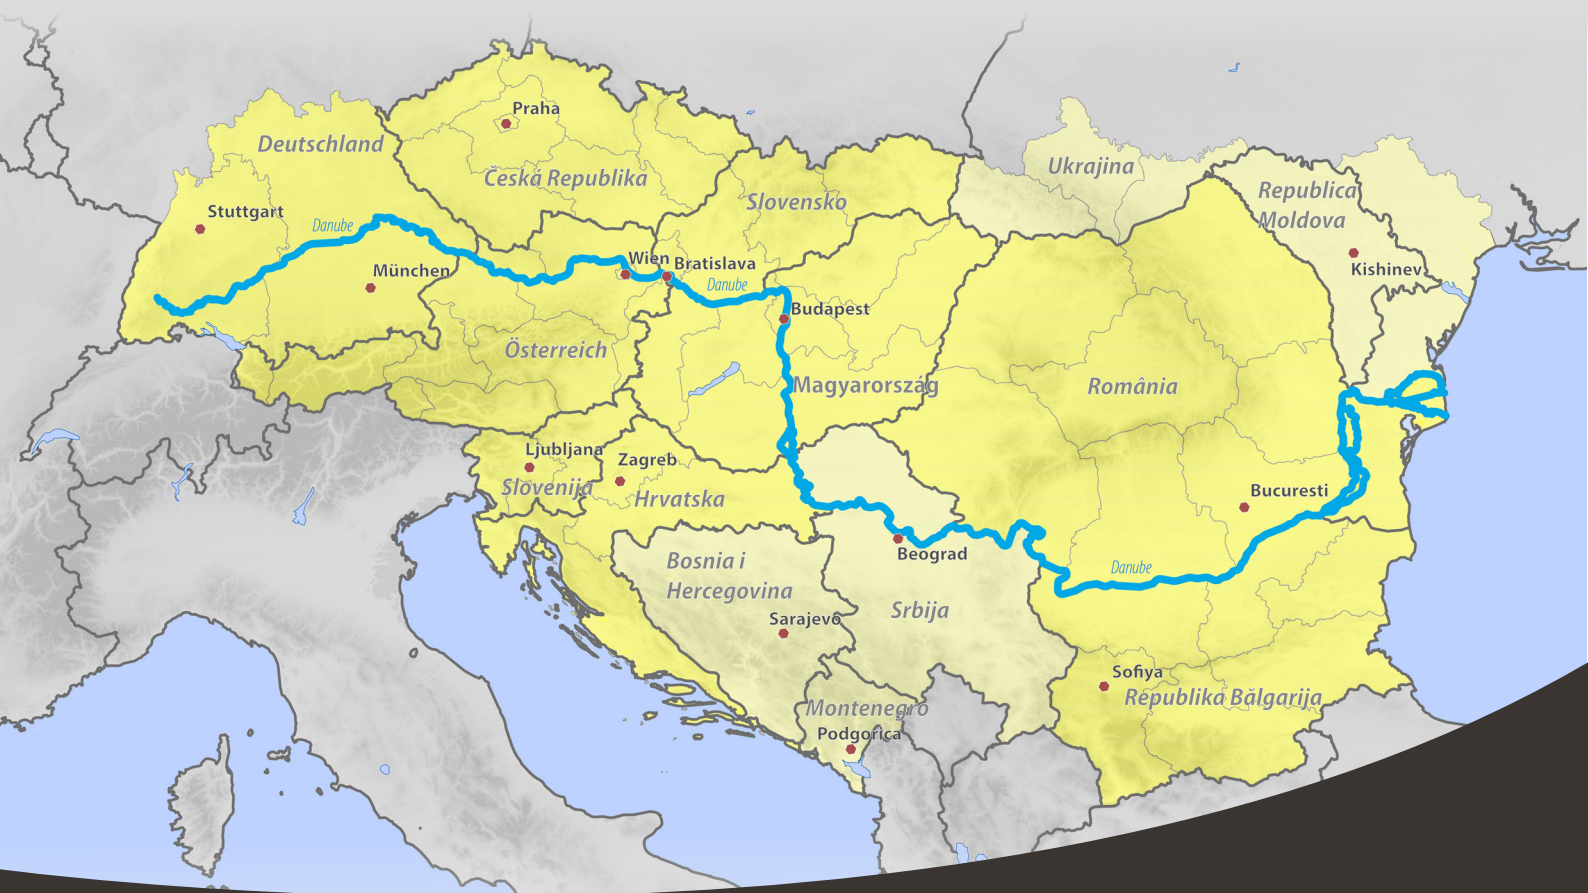 Praha
Deutschland
Česká Republika
Ukrajina
Slovensko
Republica
Moldova
Stuttgart
Danube
München
Wien
Bratislava
Kishinev
Danube
Budapest
Österreich
Magyarország
România
Ljubljana
Zagreb
Slovenija
Hrvatska
Bucuresti
Beograd
Bosnia i
Hercegovina
Danube
Srbija
Sarajevo
Sofiya
Republika Bălgarija
Montenegro
Podgorica